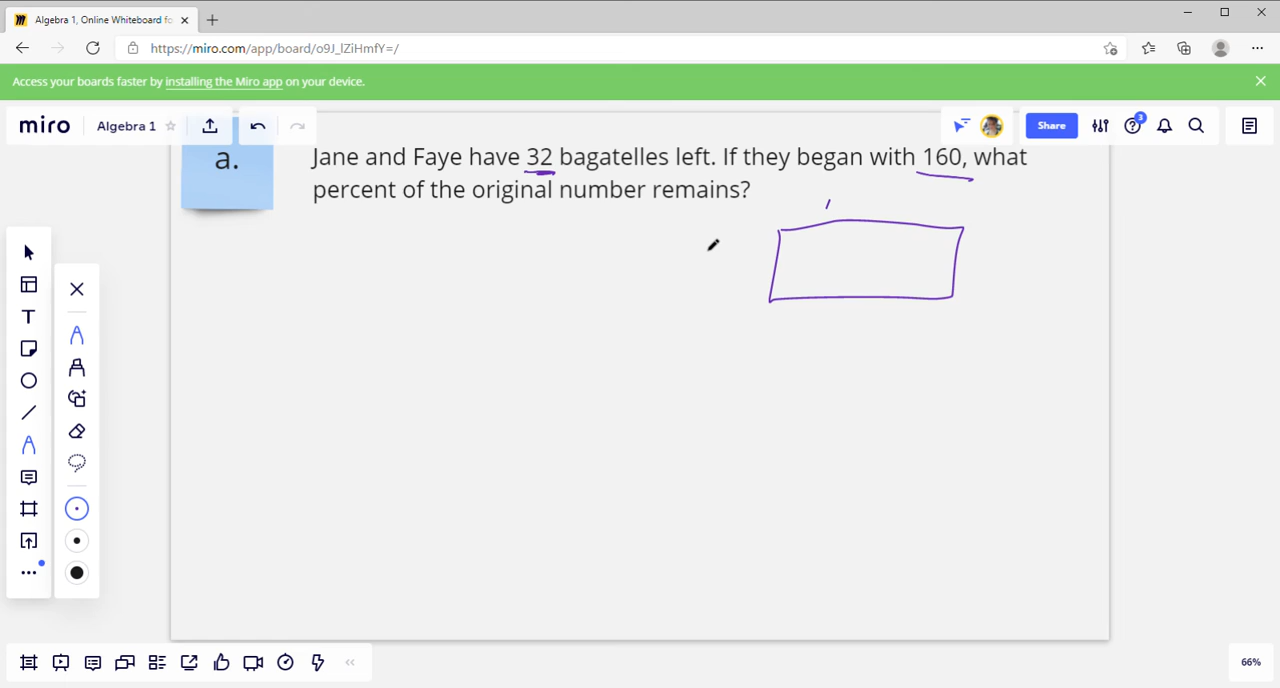 Algebra 1, Online Whiteboard fo
https://miro.com/app/board/o9J_lZiHmfY=/
Access your boards faster by installing the Miro app on your device.
miro
Algebra 1
Share
3
a.
Jane and Faye have 32 bagatelles left. If they began with 160, what
percent of the original number remains?
T
66%